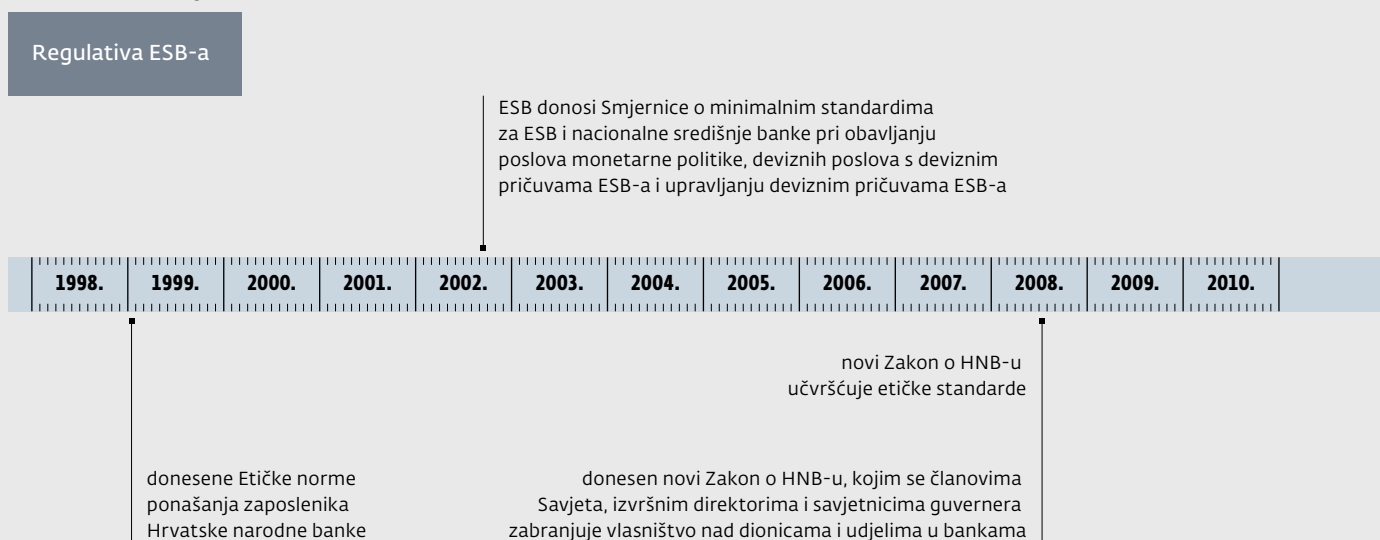 Regulativa ESB-a
ESB donosi Smjernice o minimalnim standardima
za ESB i nacionalne središnje banke pri obavljanju
poslova monetarne politike, deviznih poslova s deviznim
pričuvama ESB-a i upravljanju deviznim pričuvama ESB-a
1998. 1999. 2000. 2001. 2002. 2003. 2004. 2005. 2006. 2007. 2008. 2009. 2010.
novi Zakon o HNB-u
učvršćuje etičke standarde
donesene Etičke norme
ponašanja zaposlenika
Hrvatske narodne banke
donesen novi Zakon o HNB-u, kojim se članovima
Savjeta, izvršnim direktorima i savjetnicima guvernera
zabranjuje vlasništvo nad dionicama i udjelima u bankama